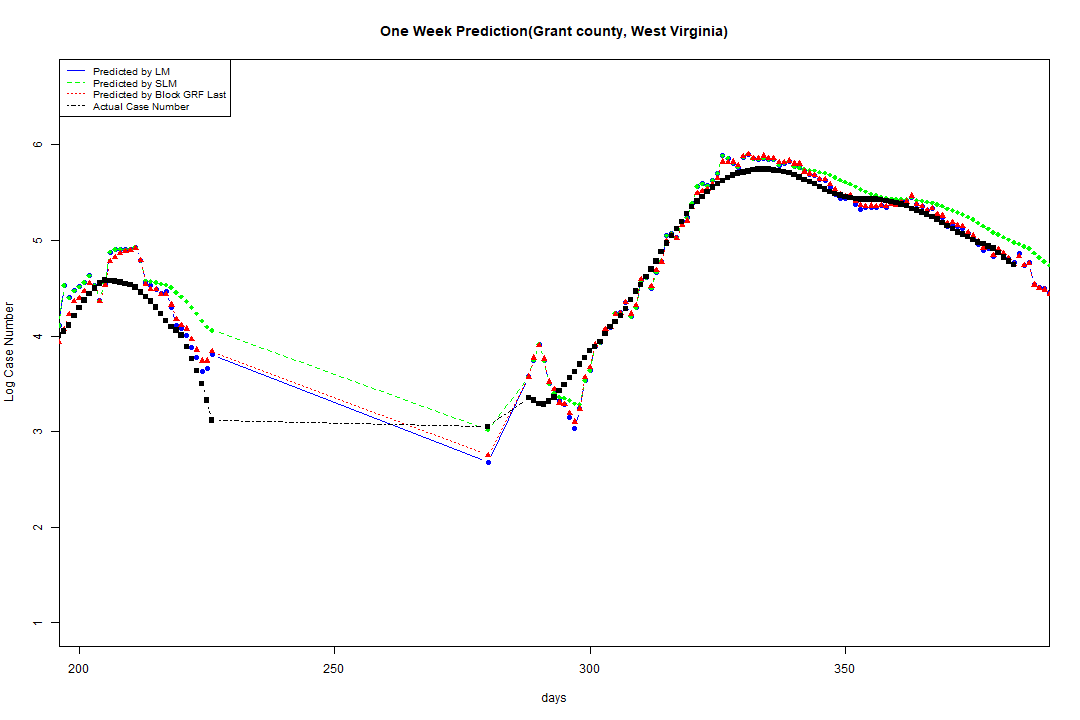 One Week Prediction(Grant county, West Virginia)
Predicted by LM
Predicted by SLM
Predicted by Block GRF Last
Actual Case Number
6
5
4
3
2
1
Log Case Number
200 250 300 350
days